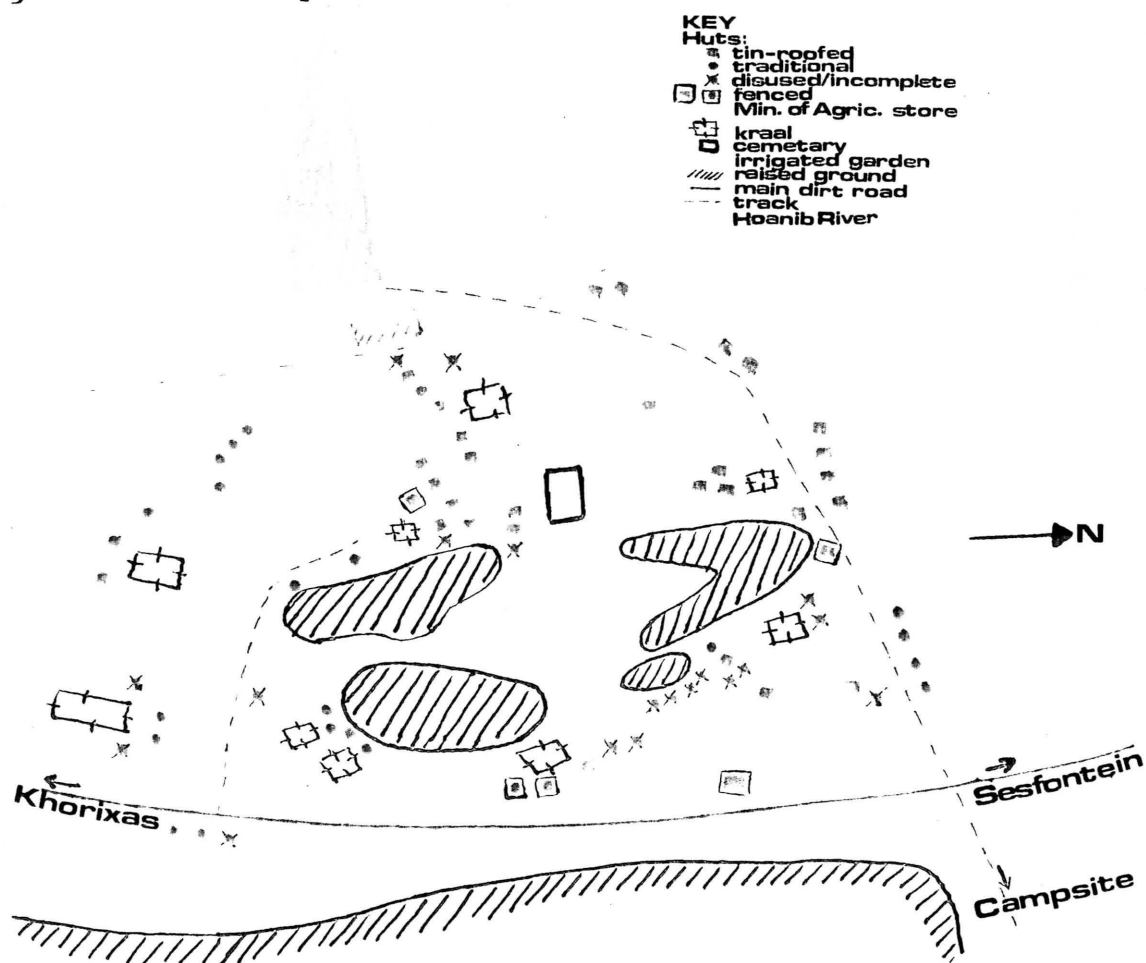 KEY
Huts:
tin-roofed
traditional
disused/incomplete
fenced
Min. of Agric. store
kraal
cemetary
irrigated garden
raised ground
main dirt road
track
Hoanib River
N
Khorixas
Sesfontein
Campsite